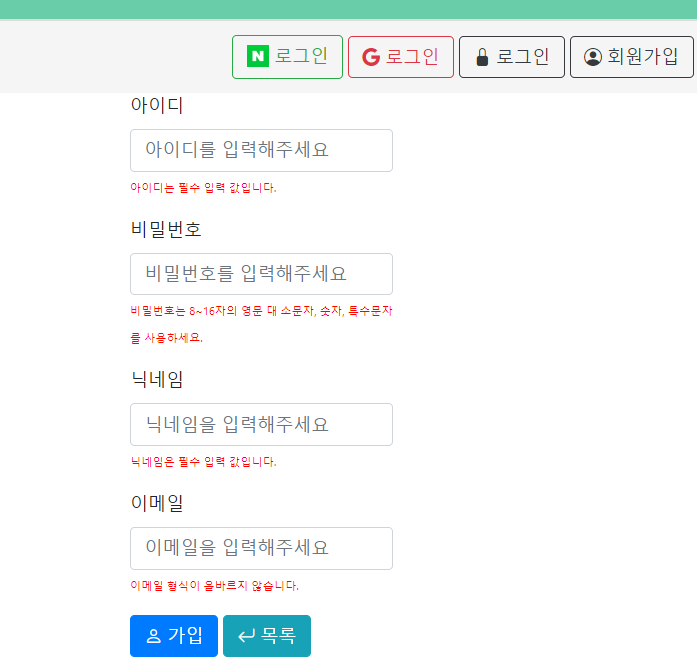 N 로그인 G 로그인 로그인 회원가입
아이디
아이디를 입력해주세요
아이디는 필수 입력 값입니다.
비밀번호
비밀번호를 입력해주세요
비밀번호는 8~16자의 영문 대 소문자, 숫자, 특수문자
를 사용하세요.
닉네임
닉네임을 입력해주세요
닉네임은 필수 입력 값입니다.
이메일
이메일을 입력해주세요
이메일 형식이 올바르지 않습니다.
가입 목록